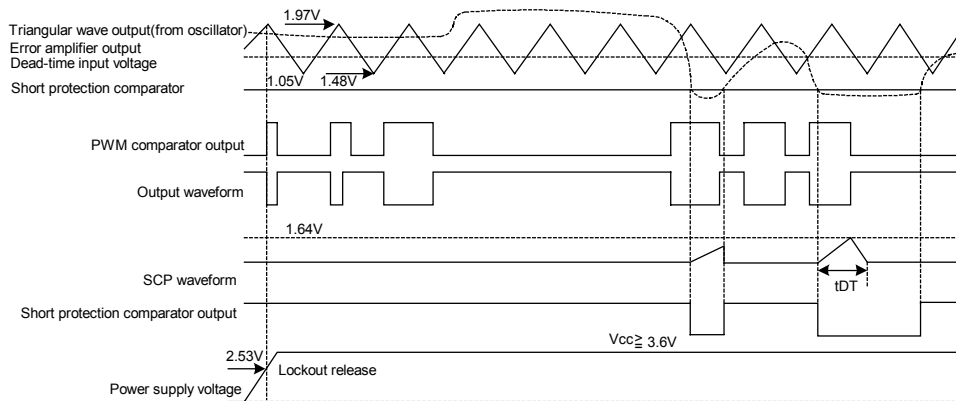 1.97V
Triangular wave output(from oscillator)
Error amplifier output
Dead-time input voltage
1.05V
1.48V
Short protection comparator
PWM comparator output
Output waveform
1.64V
SCP waveform
tDT
Short protection comparator output
Vcc≧ 3.6V
2.53V
Lockout release
Power supply voltage